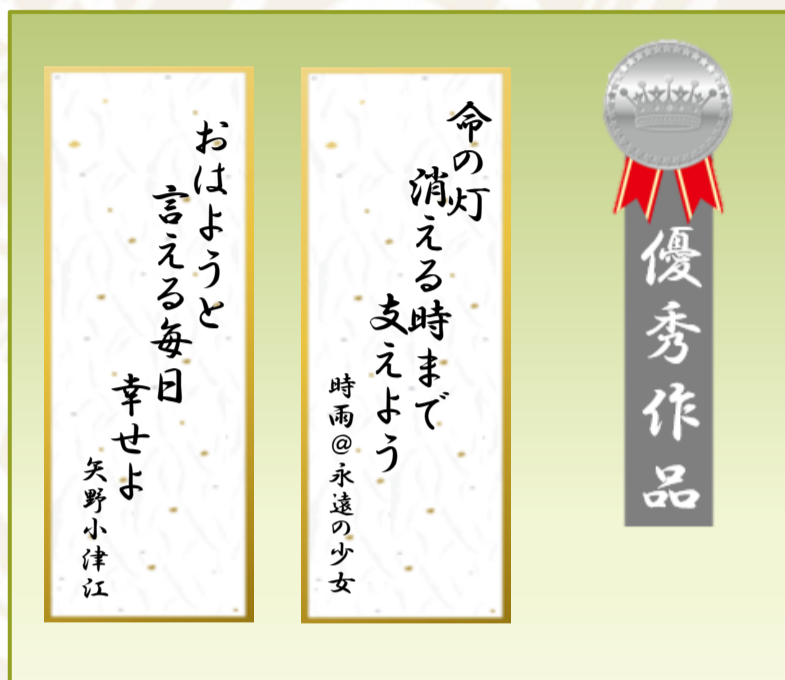 優秀作品
命の灯
消える時まで
支えよう
時雨@永遠の少女
おはようと
言える毎日
幸せよ
矢野小津江